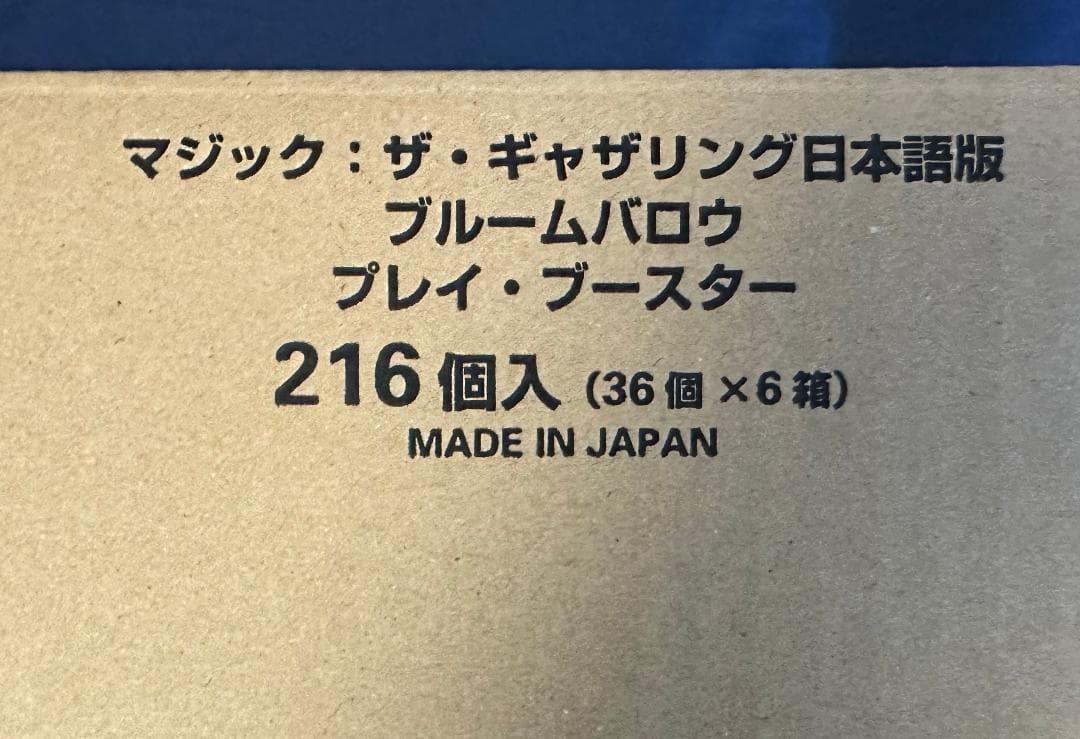 マジック：ザ・ギャザリング日本語版
ブルームバロウ
プレイ・ブースター
216 個入（36 個 ×6 箱）
MADE IN JAPAN